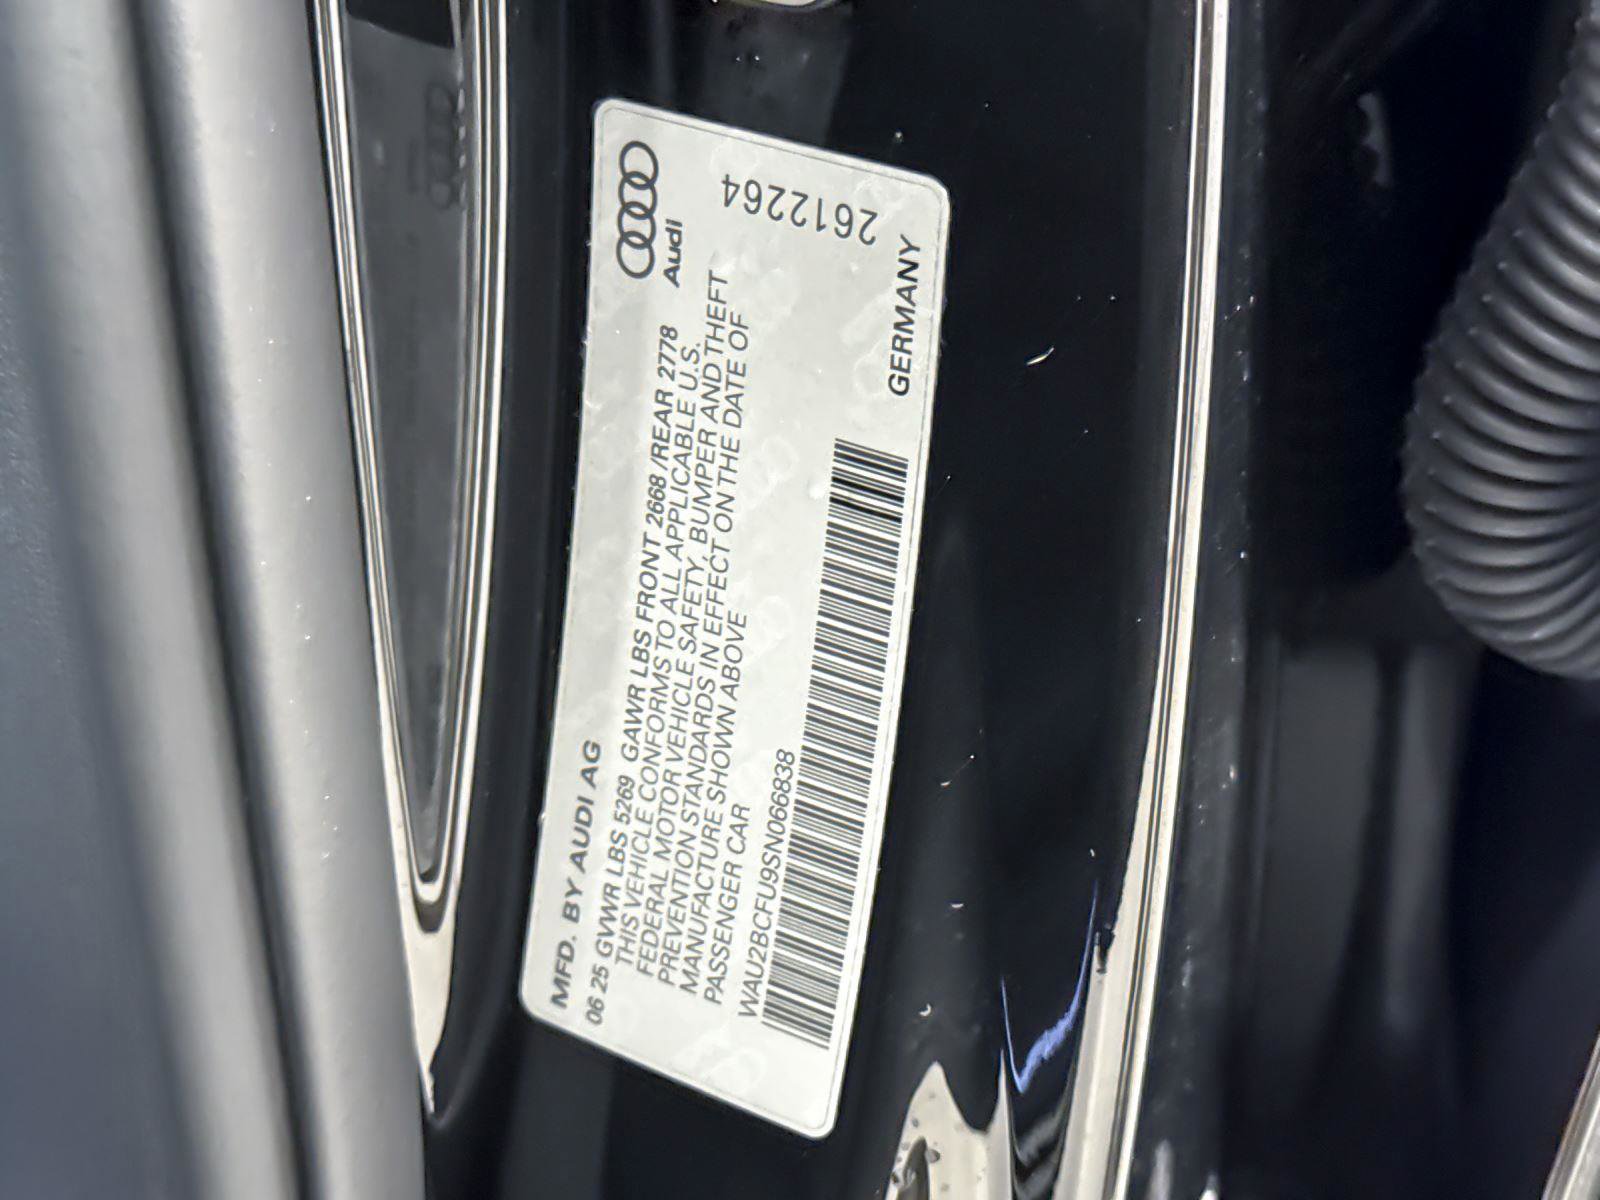 Audi
2612264
MFD. BY AUDI AG
06 25 GVWR LBS 5269 GAWR LBS FRONT 2668 /REAR 2778
THIS VEHICLE CONFORMS TO ALL APPLICABLE U.S.
FEDERAL MOTOR VEHICLE SAFETY, BUMPER AND THEFT
PREVENTION STANDARDS IN EFFECT ON THE DATE OF
MANUFACTURE SHOWN ABOVE
PASSENGER CAR
WAU2BCFU9SN066838
GERMANY